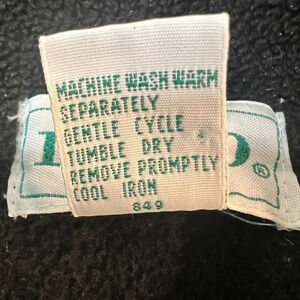 MACHINE WASH WARM
SEPARATELY
GENTLE CYCLE
TUMBLE DRY
REMOVE PROMPTLY
COOL IRON
849
®